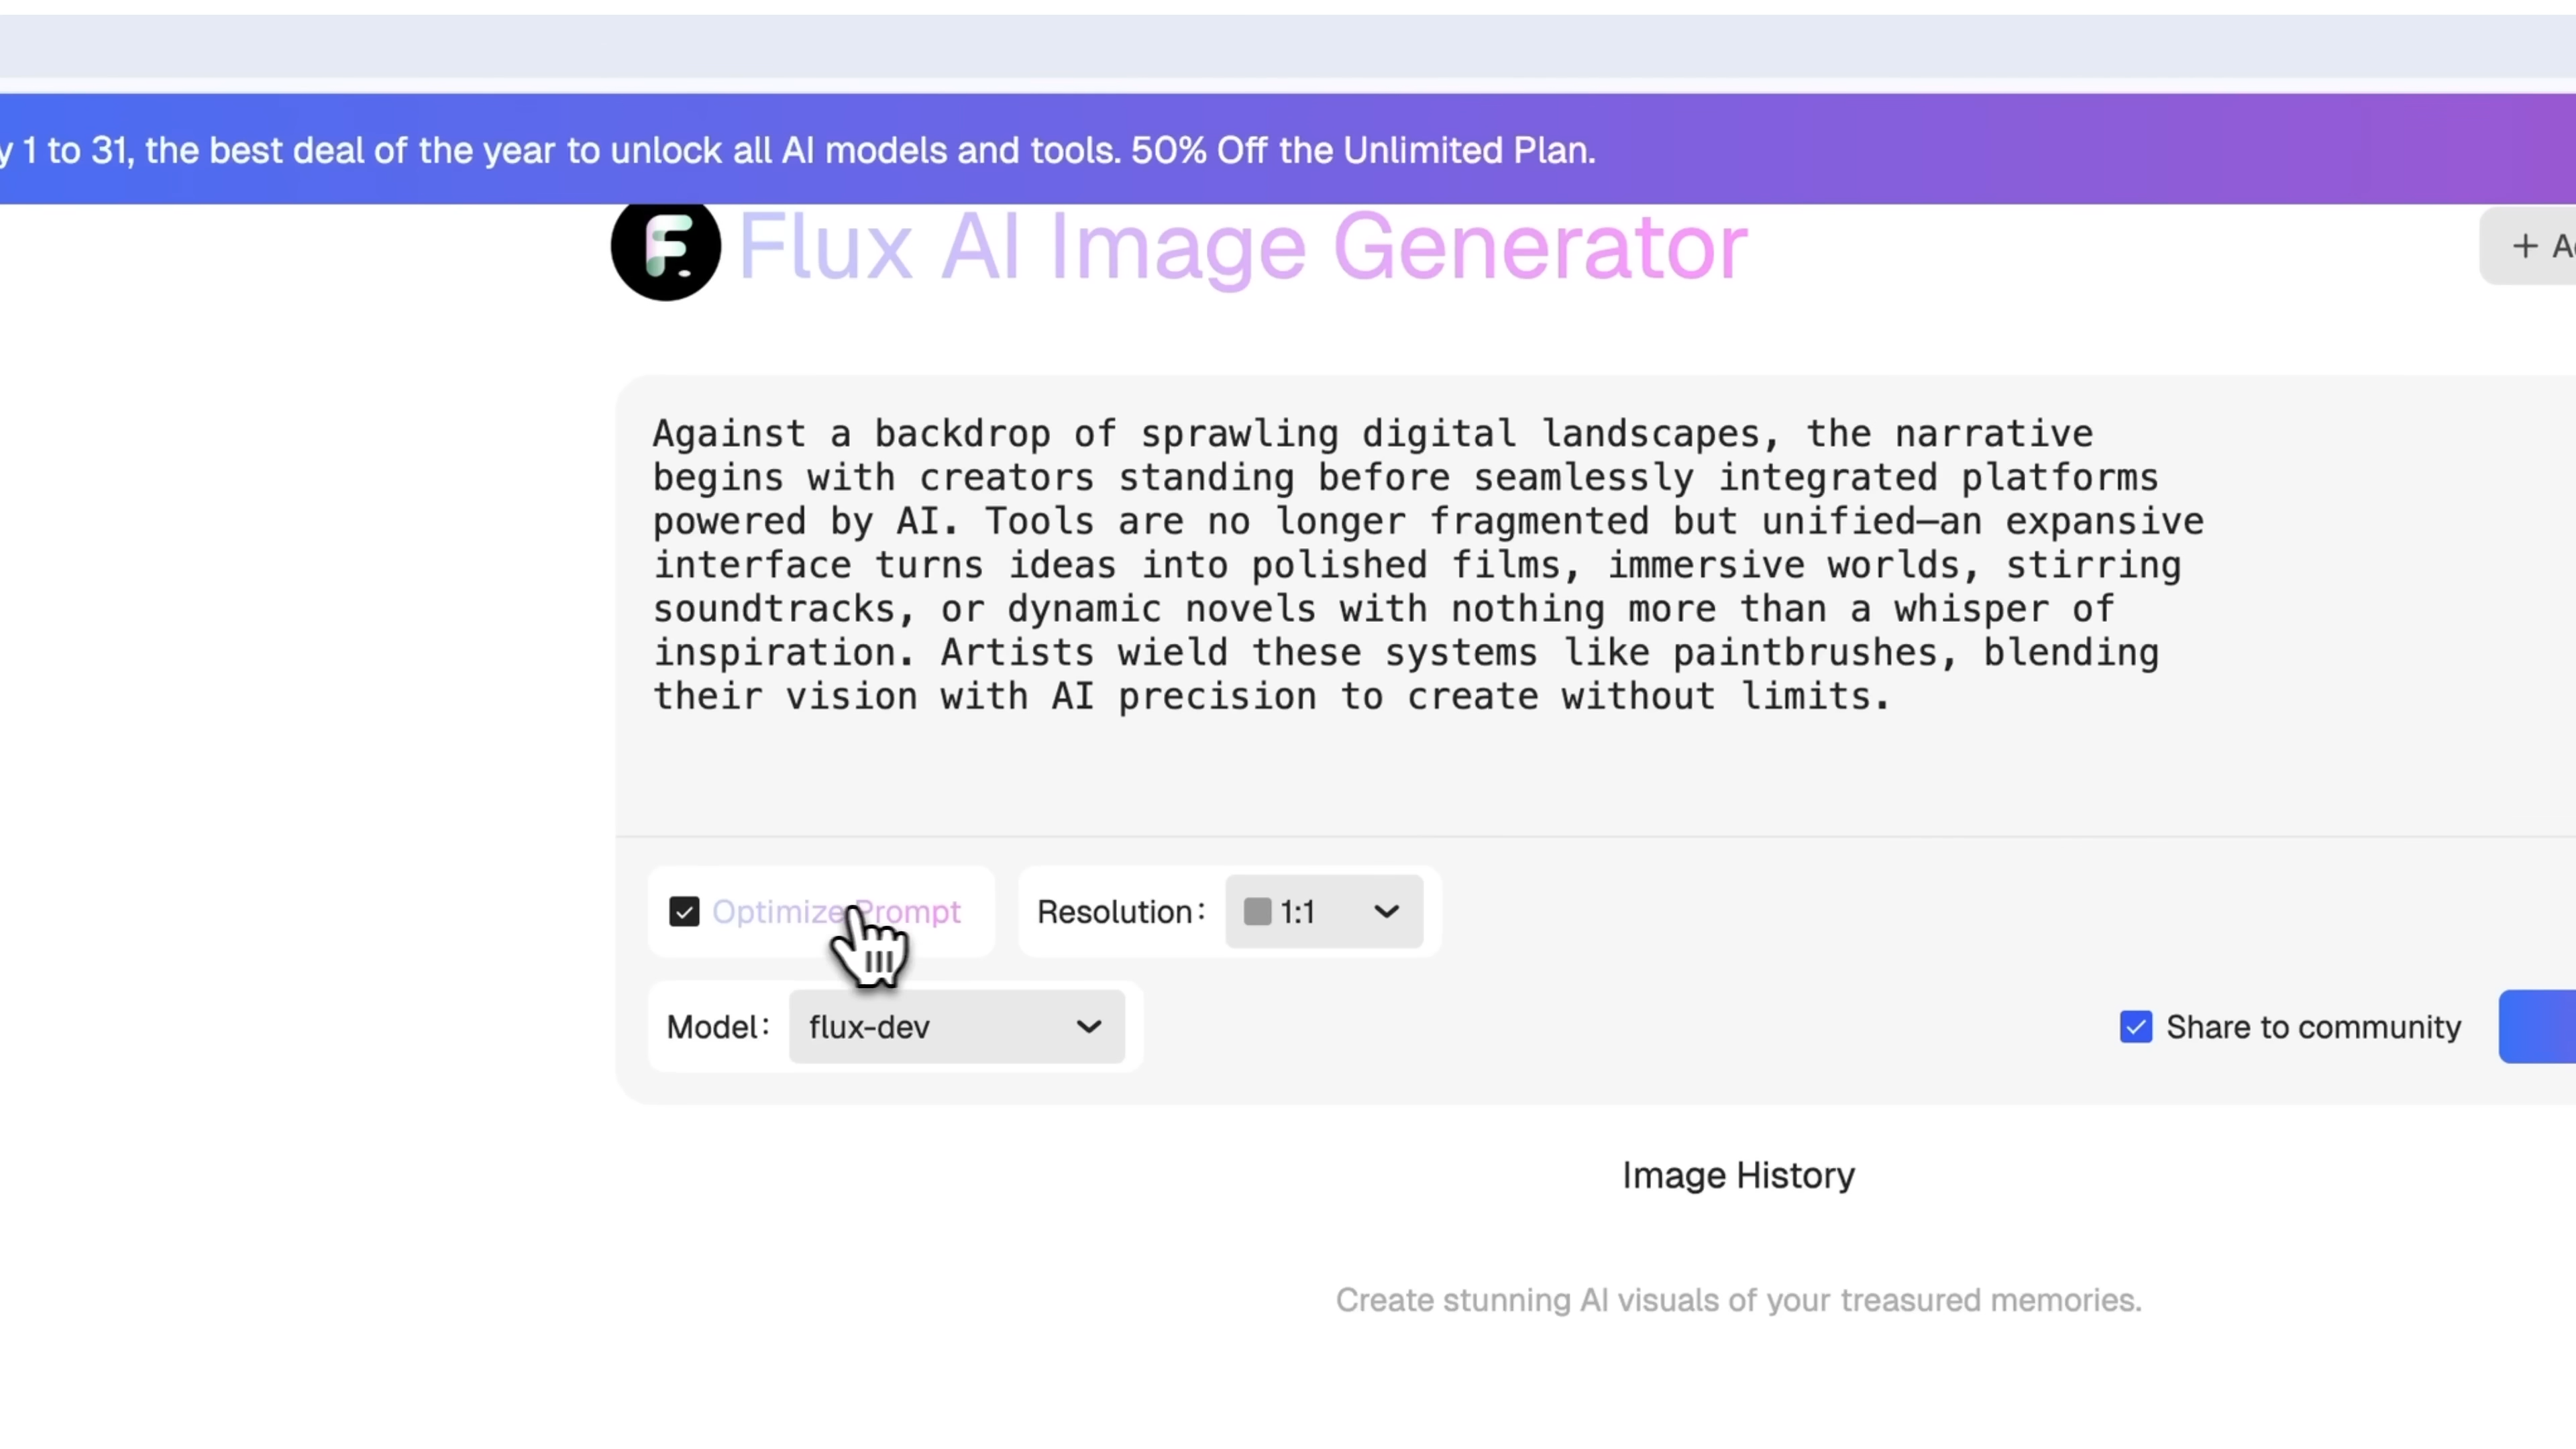 1 to 31, the best deal of the year to unlock all AI models and tools. 50% Off the Unlimited Plan.
F.
Flux AI Image Generator
+
Against a backdrop of sprawling digital landscapes, the narrative
begins with creators standing before seamlessly integrated platforms
powered by AI. Tools are no longer fragmented but unified—an expansive
interface turns ideas into polished films, immersive worlds, stirring
soundtracks, or dynamic novels with nothing more than a whisper of
inspiration. Artists wield these systems like paintbrushes, blending
their vision with AI precision to create without limits.
Optimize Prompt
Resolution:
1:1
Model:
flux-dev
Share to community
Image History
Create stunning AI visuals of your treasured memories.